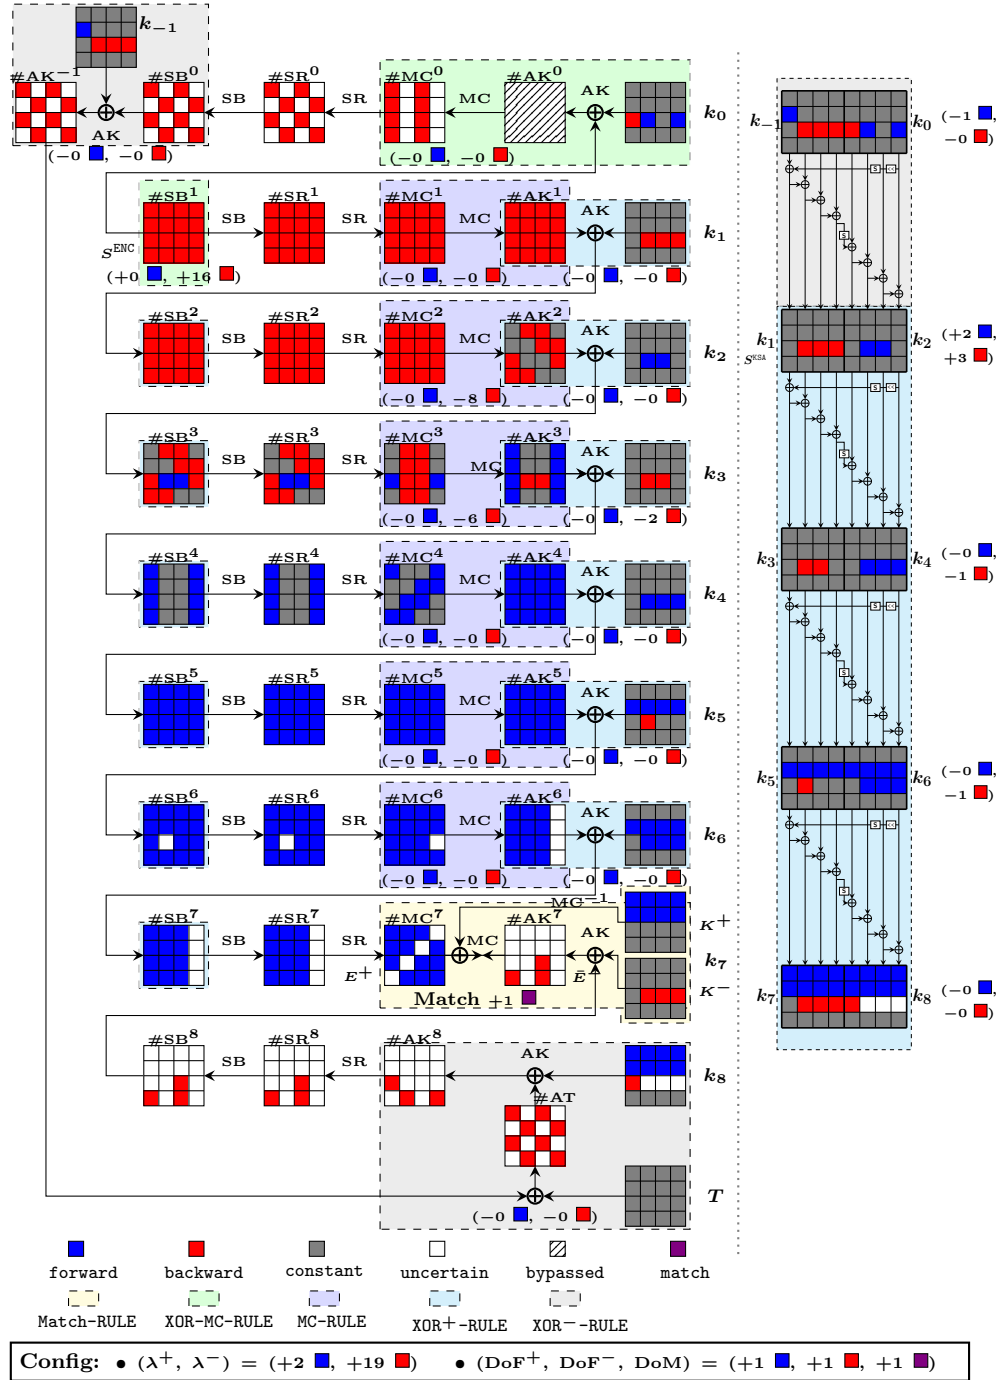 k₋₁
#AK⁻¹ #SB⁰ #SR⁰ #MC⁰ #AK⁰
AK SB SR MC AK k₀
(−0 , −0 ) (−0 , −0 )
#SB¹ #SR¹ #MC¹ #AK¹
SB SR MC AK k₁
S^ENC
(+0 , +16 ) (−0 , −0 ) (−0 , −0 )
#SB² #SR² #MC² #AK²
SB SR MC AK k₂
(−0 , −8 ) (−0 , −0 )
#SB³ #SR³ #MC³ #AK³
SB SR MC AK k₃
(−0 , −6 ) (−0 , −2 )
#SB⁴ #SR⁴ #MC⁴ #AK⁴
SB SR MC AK k₄
(−0 , −0 ) (−0 , −0 )
#SB⁵ #SR⁵ #MC⁵ #AK⁵
SB SR MC AK k₅
(−0 , −0 ) (−0 , −0 )
#SB⁶ #SR⁶ #MC⁶ #AK⁶
SB SR MC AK k₆
(−0 , −0 ) (−0 , −0 )
MC⁻¹ K⁺
#SB⁷ #SR⁷ #MC⁷ #AK⁷
SB SR MC AK k₇
E⁺ Ē⁻ K⁻
Match +1
#SB⁸ #SR⁸ #AK⁸
SB SR AK k₈
#AT
T
(−0 , −0 )
k₋₁ k₀ (−1 , −0 )
k₁ k₂ (+2 , +3 )
S^KSA
S << S
k₃ k₄ (−0 , −1 )
S << S
k₅ k₆ (−0 , −1 )
S << S
k₇ k₈ (−0 , −0 )
S << S
forward backward constant uncertain bypassed match
Match-RULE XOR-MC-RULE MC-RULE XOR⁺-RULE XOR⁻-RULE
Config: • (λ⁺, λ⁻) = (+2 , +19 ) • (DoF⁺, DoF⁻, DoM) = (+1 , +1 , +1 )